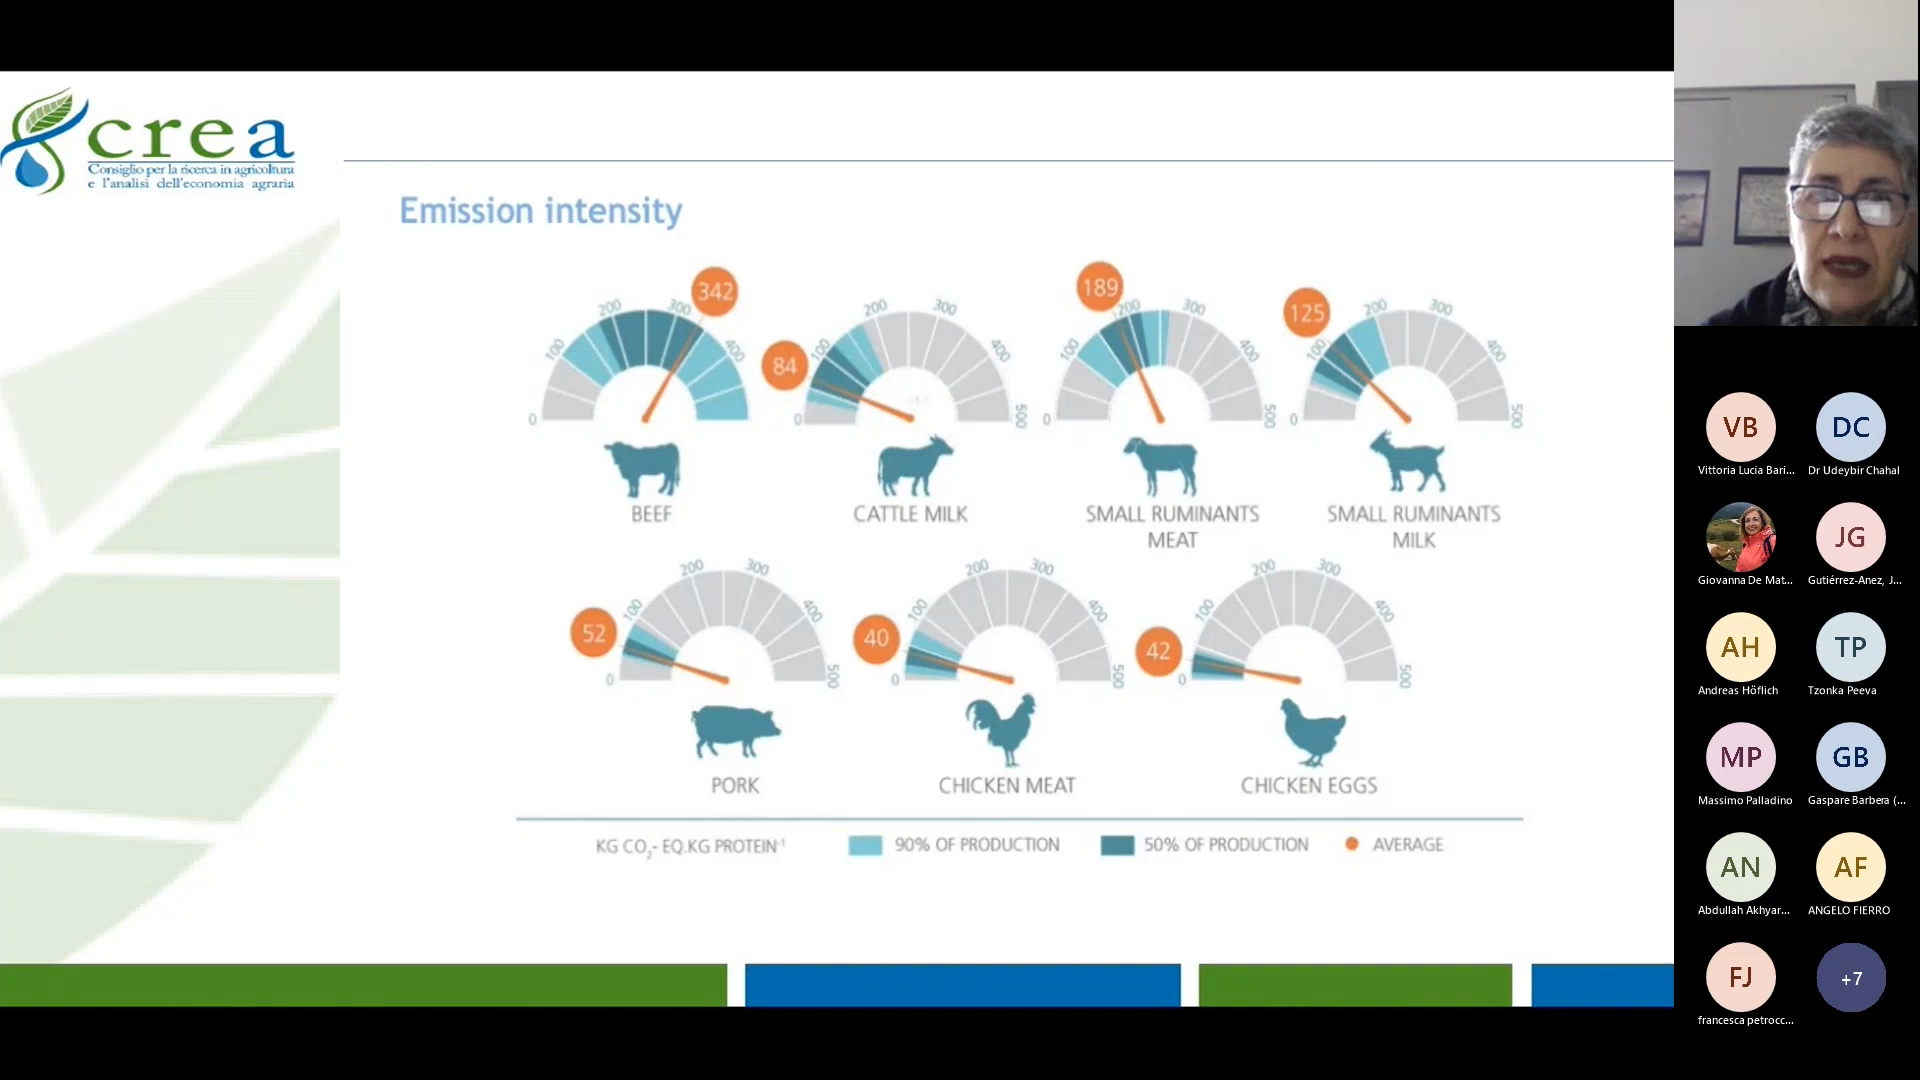 crea
Consiglio per la ricerca in agricoltura
e l'analisi dell'economia agraria
Emission intensity
0 100 200 300 400
342
BEEF
0 100 200 300 400 500
84
CATTLE MILK
0 100 200 300 400 500
189
SMALL RUMINANTS
MEAT
0 100 200 300 400 500
125
SMALL RUMINANTS
MILK
0 100 200 300 400 500
52
PORK
0 100 200 300 400 500
40
CHICKEN MEAT
0 100 200 300 400 500
42
CHICKEN EGGS
KG CO₂- EQ.KG PROTEIN⁻¹ 90% OF PRODUCTION 50% OF PRODUCTION AVERAGE
VB DC
Vittoria Lucia Bari... Dr Udeybir Chahal
JG
Giovanna De Mat... Gutiérrez-Anez, J...
AH TP
Andreas Höflich Tzonka Peeva
MP GB
Massimo Palladino Gaspare Barbera (...
AN AF
Abdullah Akhyar... ANGELO FIERRO
FJ +7
francesca petrocc...